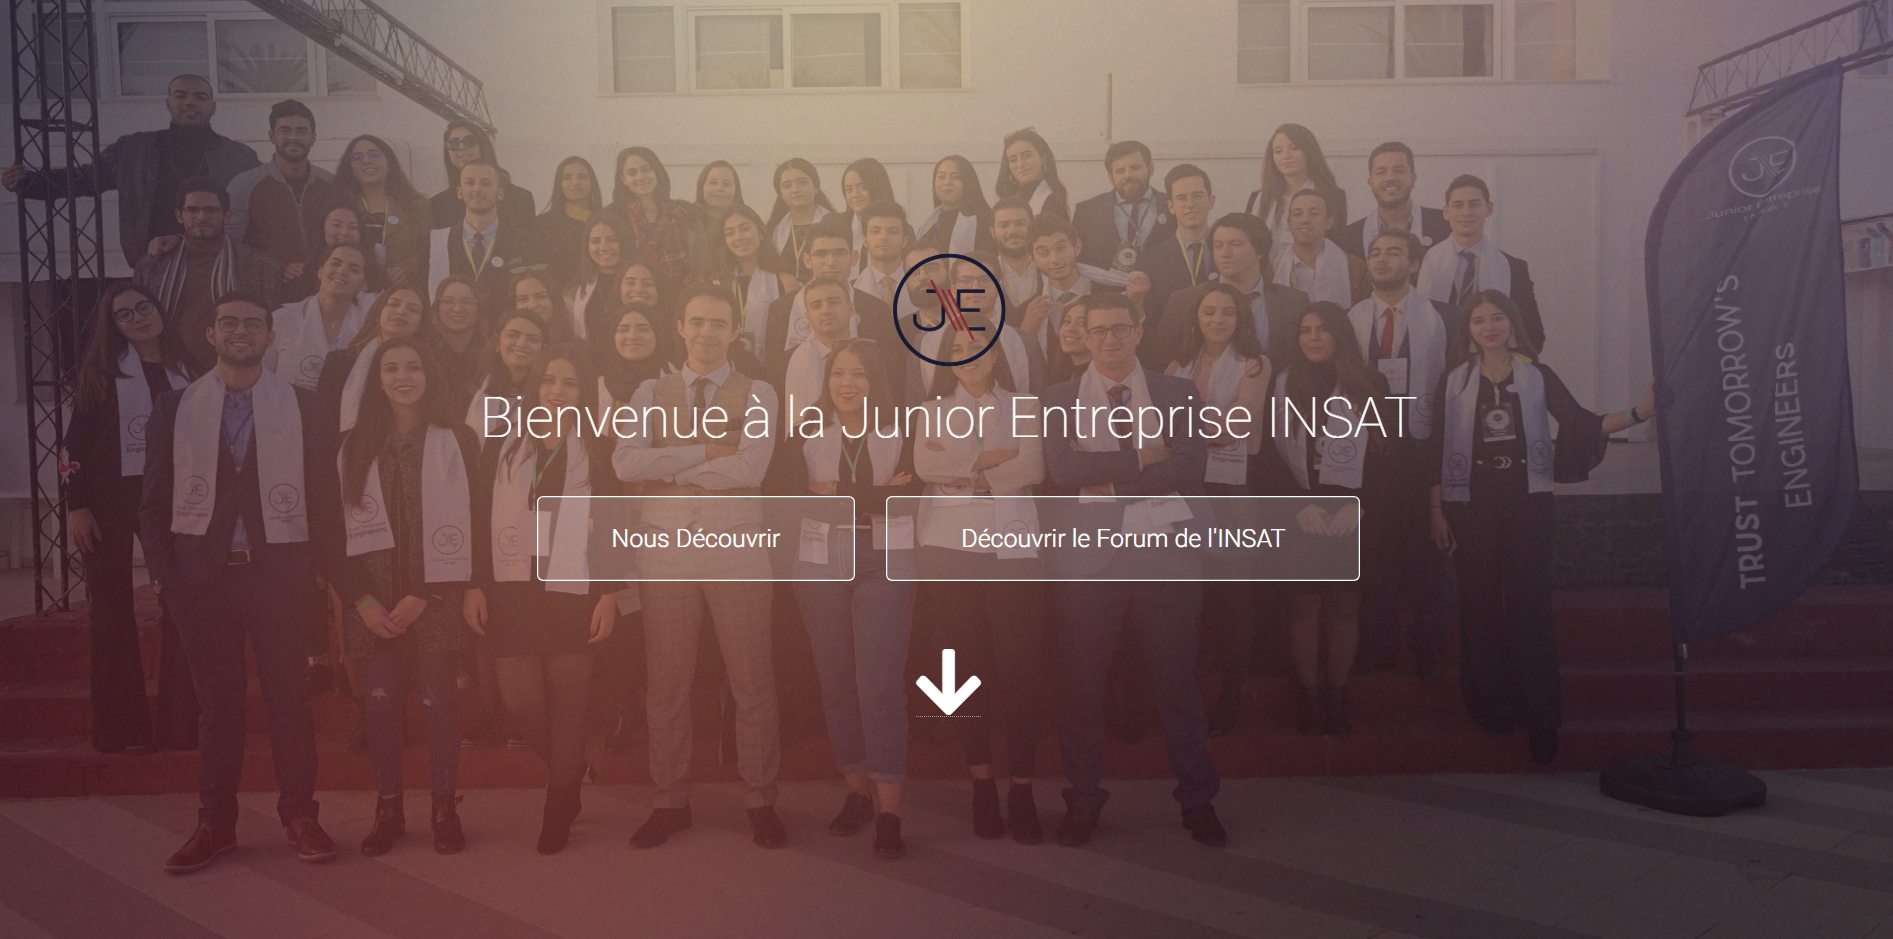 JE
Bienvenue à la Junior Entreprise INSAT
Nous Découvrir
Découvrir le Forum de l'INSAT
JE
Junior Entreprise
INSAT
TRUST TOMORROW'S
ENGINEERS